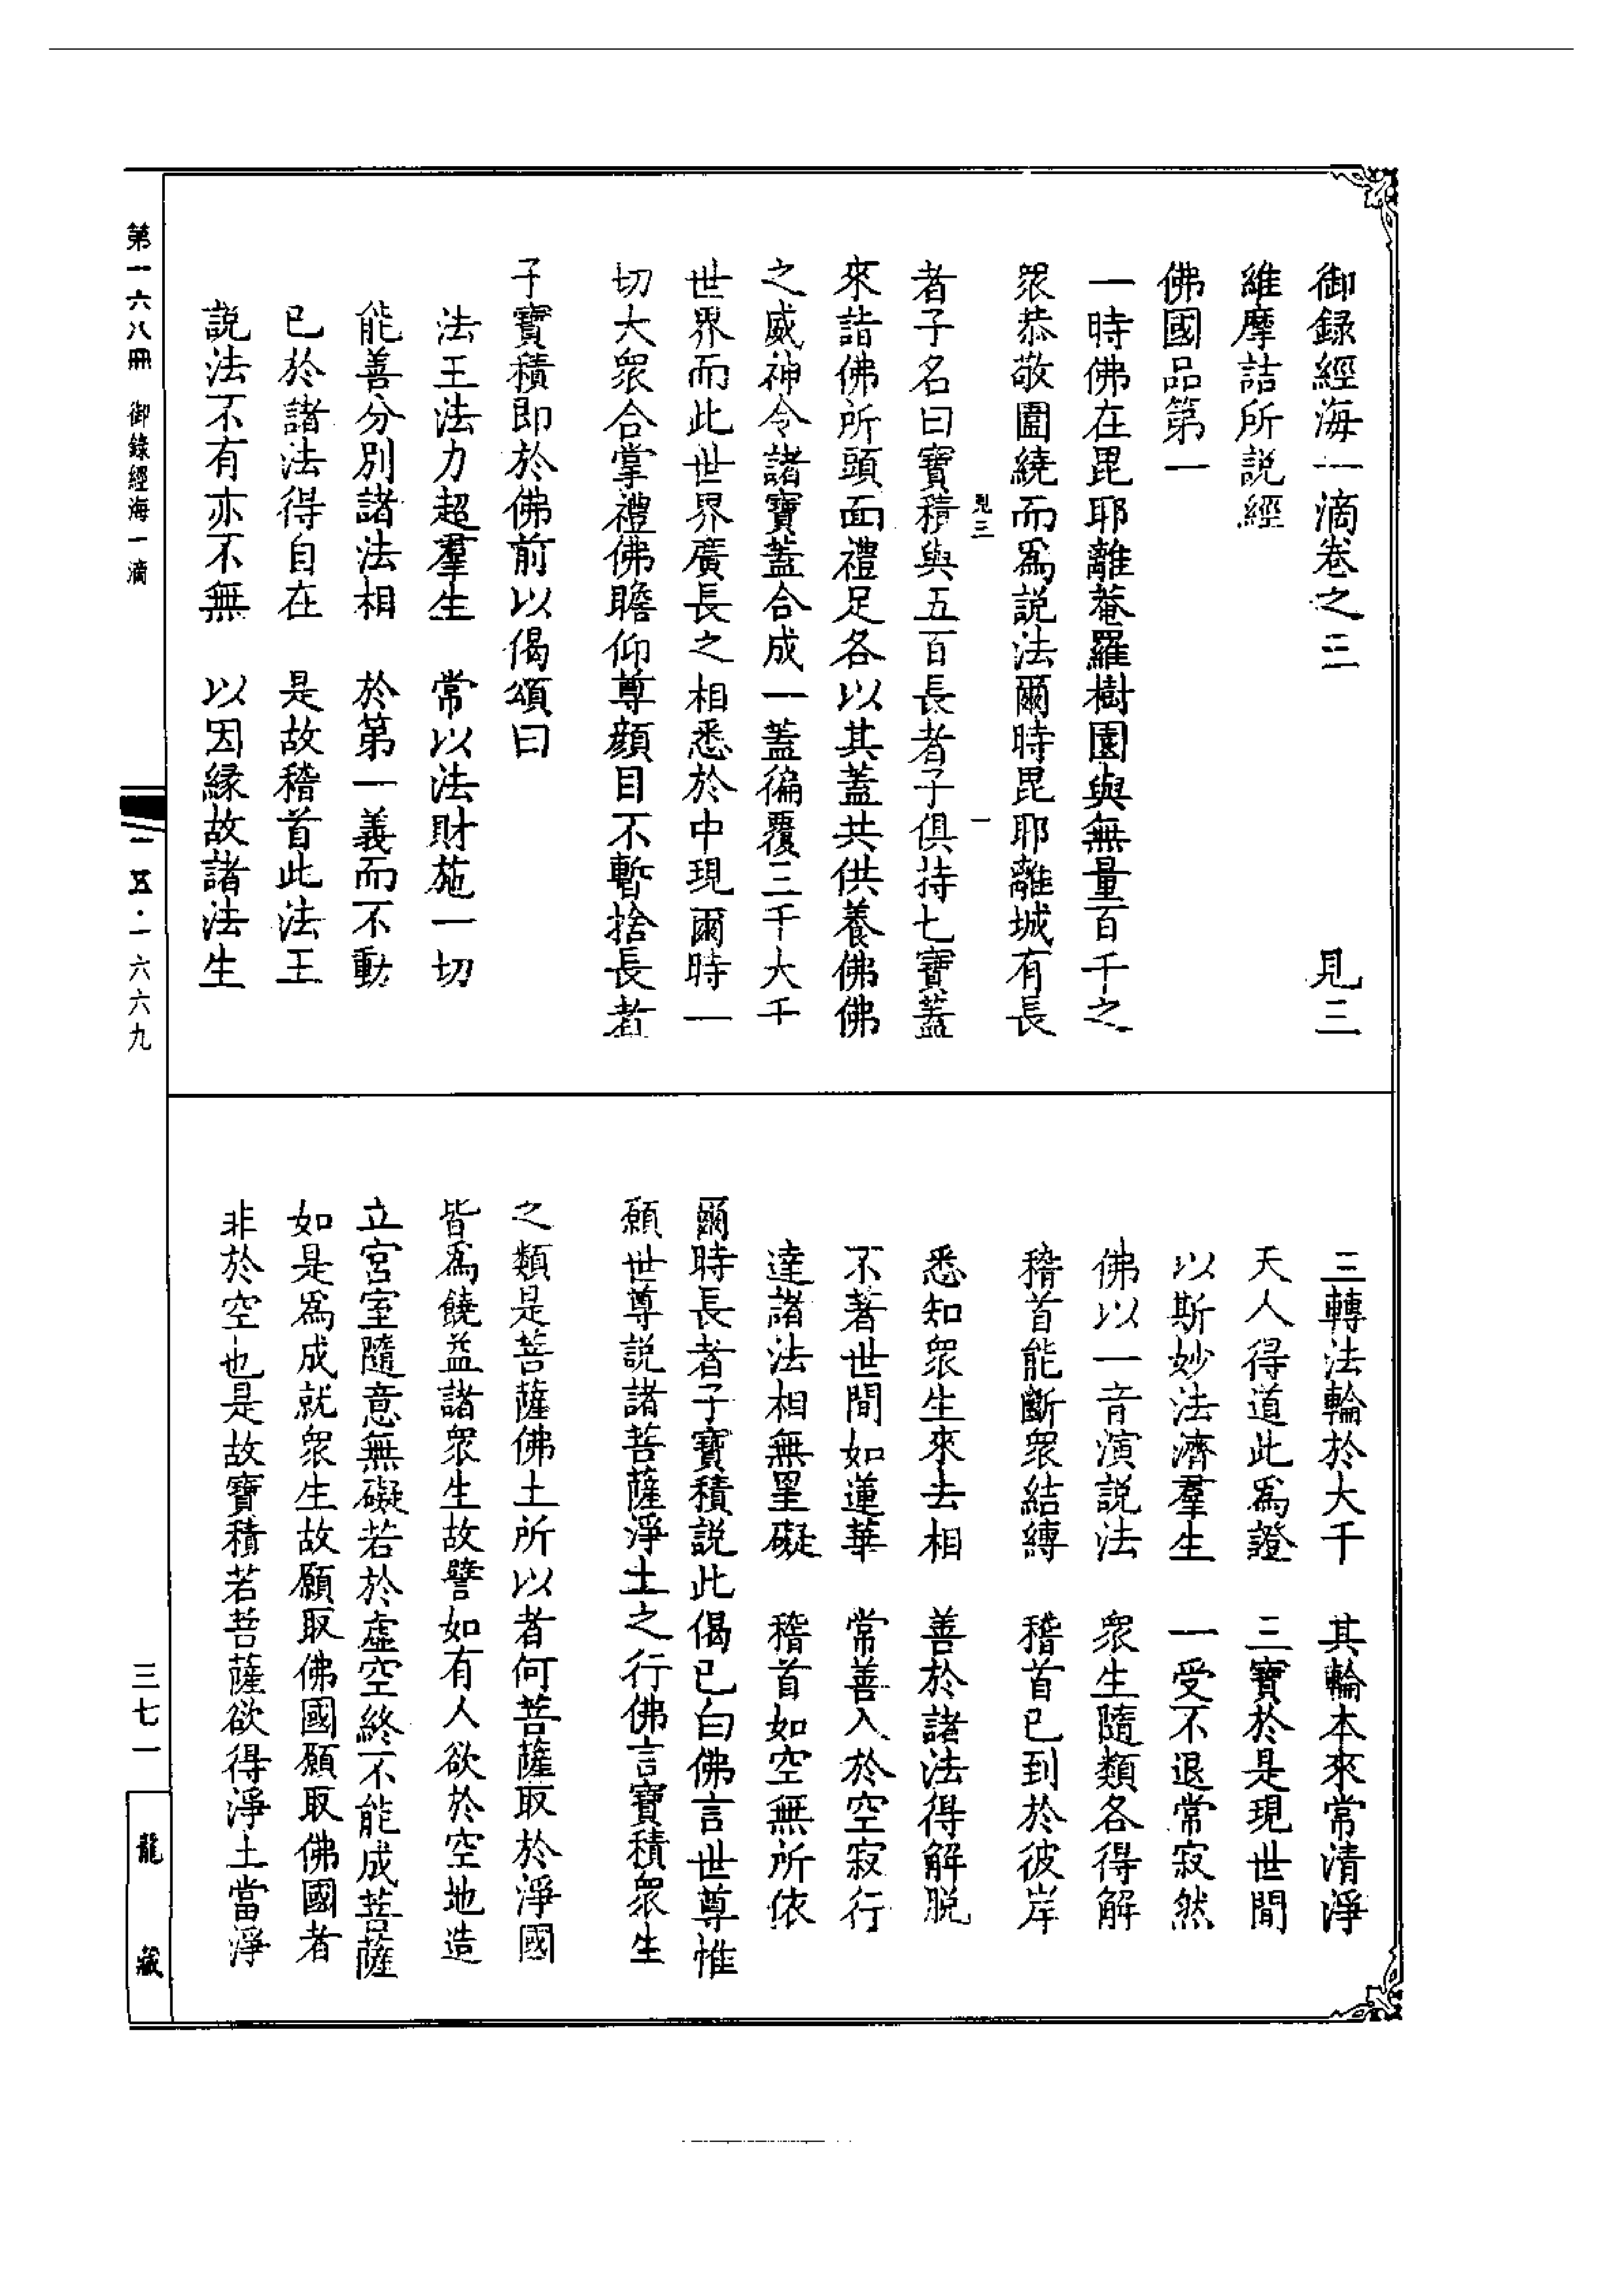 御録經海一滴卷之三 見三
維摩詰所説經
佛國品第一
一時佛在毘耶離菴羅樹園與無量百千之
衆恭敬圍繞而爲説法爾時毘耶離城有長
見三 一
者子名曰寶積與五百長者子俱持七寶蓋
來詣佛所頭面禮足各以其蓋共供養佛佛
之威神令諸寶蓋合成一蓋徧覆三千大千
世界而此世界廣長之相悉於中現爾時一
切大衆合掌禮佛瞻仰尊顔目不暫捨長者
子寶積即於佛前以偈頌曰
法王法力超羣生 常以法財施一切
能善分別諸法相 於第一義而不動
已於諸法得自在 是故稽首此法王
説法不有亦不無 以因縁故諸法生
三轉法輪於大千 其輪本來常清淨
天人得道此爲證 三寶於是現世間
以斯妙法濟羣生 一受不退常寂然
佛以一音演説法 衆生隨類各得解
稽首能斷衆結縛 稽首已到於彼岸
悉知衆生來去相 善於諸法得解脱
不著世間如蓮華 常善入於空寂行
達諸法相無罣礙 稽首如空無所依
爾時長者子寶積説此偈已白佛言世尊惟
願世尊説諸菩薩淨土之行佛言寶積衆生
之類是菩薩佛土所以者何菩薩取於淨國
皆爲饒益諸衆生故譬如有人欲於空地造
立宮室隨意無礙若於虚空終不能成菩薩
如是爲成就衆生故願取佛國願取佛國者
非於空也是故寶積若菩薩欲得淨土當淨
第一六八冊 御錄經海一滴
一五·一六六九
三七一
龍藏